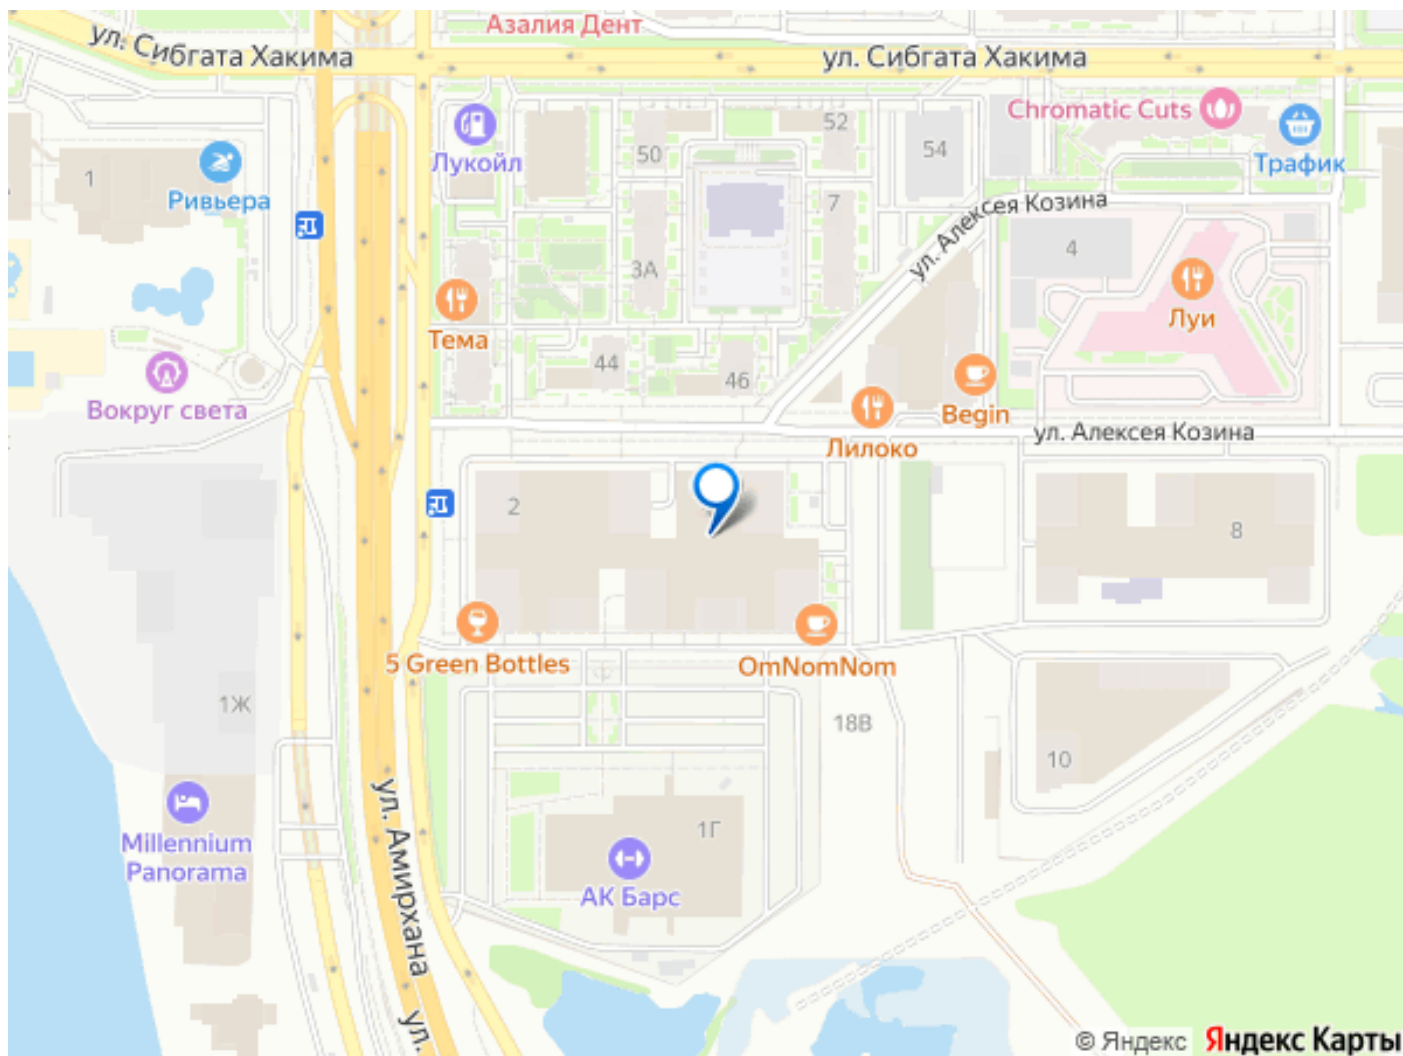 Азалия Дент
ул. Сибгата Хакима
ул. Сибгата Хакима
Chromatic Cuts
52
Лукойл
50
54
Трафик
1
Ривьера
7
ул. Алексея Козина
4
3А
Луи
Тема
44
46
Вокруг света
Begin
Лилоко
ул. Алексея Козина
2
8
5 Green Bottles
OmNomNom
1Ж
18В
10
Millennium
Panorama
ул. Амирхана
1Г
АК Барс
ул.
© Яндекс Яндекс Карты